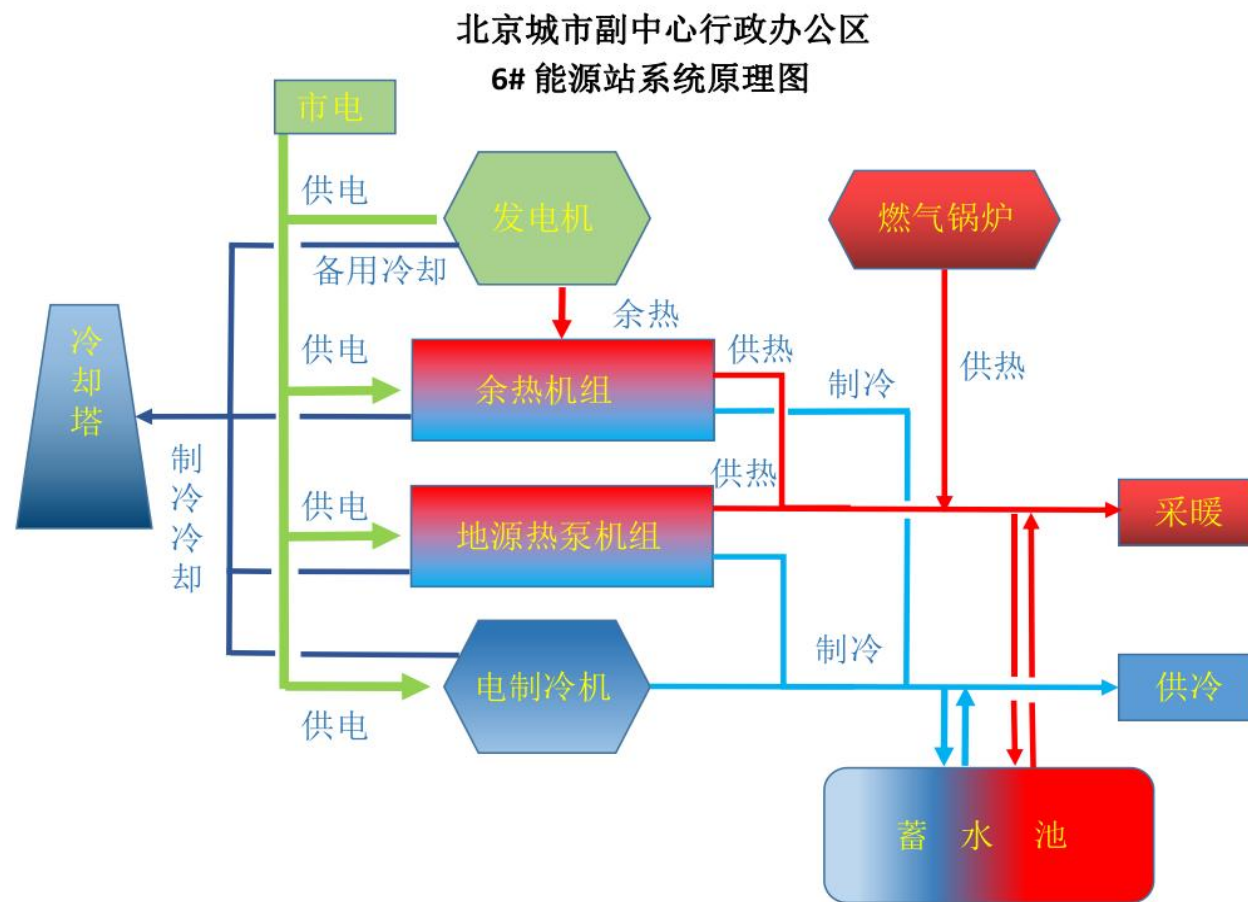 北京城市副中心行政办公区
6# 能源站系统原理图
市电
供电
发电机
燃气锅炉
备用冷却
余热
冷却塔
供电
余热机组
供热
制冷
供热
制冷冷却
供电
地源热泵机组
供热
采暖
电制冷机
制冷
供冷
供电
蓄水池